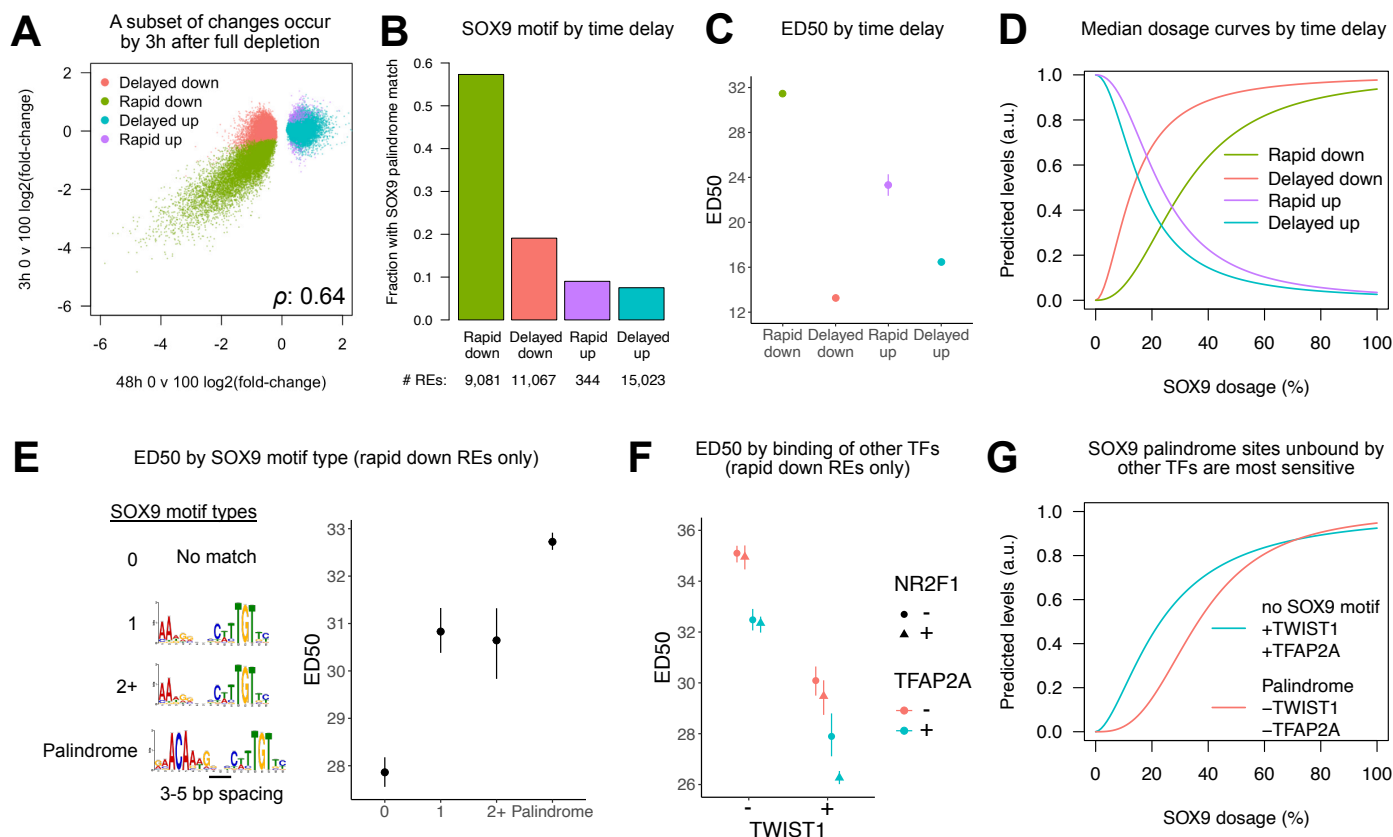 A
A subset of changes occur
by 3h after full depletion
2
0
-2
-4
-6
3h 0 v 100 log2(fold-change)
Delayed down
Rapid down
Delayed up
Rapid up
ρ: 0.64
-6 -4 -2 0 2
48h 0 v 100 log2(fold-change)
B
SOX9 motif by time delay
Fraction with SOX9 palindrome match
0.6
0.5
0.4
0.3
0.2
0.1
0.0
Rapid down
Delayed down
Rapid up
Delayed up
# REs: 9,081 11,067 344 15,023
C
ED50 by time delay
ED50
32
28
24
20
16
12
Rapid down
Delayed down
Rapid up
Delayed up
D
Median dosage curves by time delay
Predicted levels (a.u.)
1.0
0.8
0.6
0.4
0.2
0.0
Rapid down
Delayed down
Rapid up
Delayed up
0 20 40 60 80 100
SOX9 dosage (%)
E
ED50 by SOX9 motif type (rapid down REs only)
SOX9 motif types
0 No match
1
2+
Palindrome
3-5 bp spacing
ED50
33
32
31
30
29
28
0 1 2+ Palindrome
F
ED50 by binding of other TFs
(rapid down REs only)
ED50
36
34
32
30
28
26
- +
TWIST1
NR2F1
-
+
TFAP2A
-
+
G
SOX9 palindrome sites unbound by
other TFs are most sensitive
Predicted levels (a.u.)
1.0
0.8
0.6
0.4
0.2
0.0
no SOX9 motif
+TWIST1
+TFAP2A
Palindrome
−TWIST1
−TFAP2A
0 20 40 60 80 100
SOX9 dosage (%)